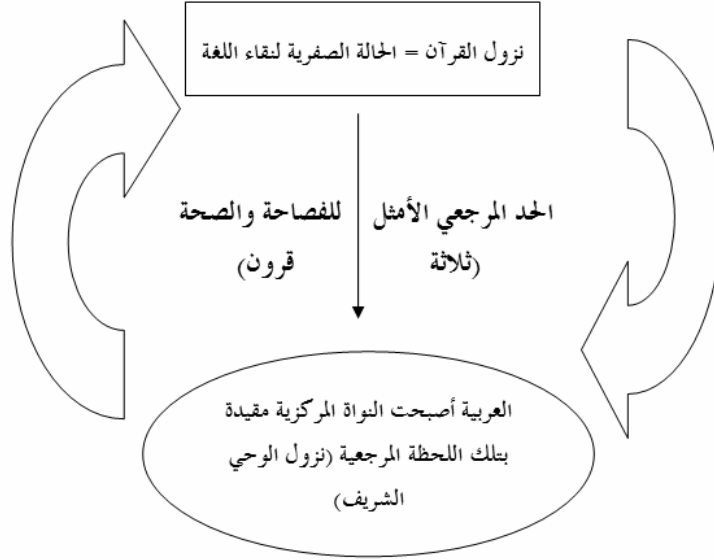 نزول القرآن = الحالة الصفرية لنقاء اللغة
الحد المرجعي الأمثل للفصاحة والصحة
(ثلاثة قرون)
العربية أصبحت النواة المركزية مقيدة
بتلك اللحظة المرجعية (نزول الوحي
الشريف)